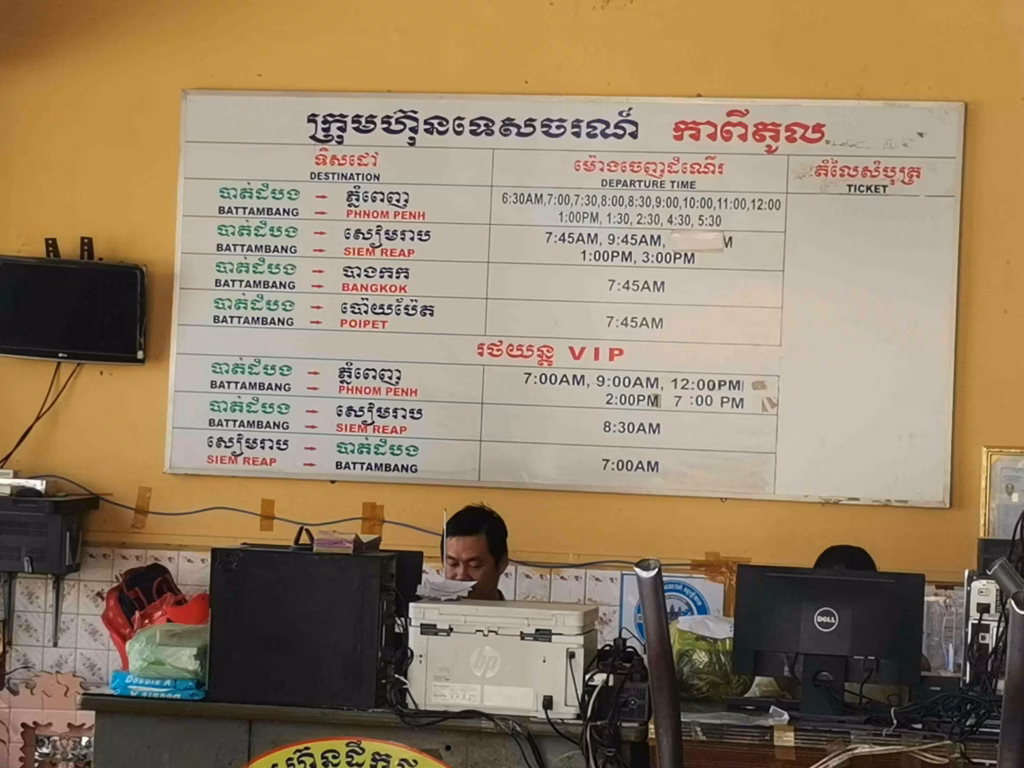 ក្រុមហ៊ុនទេសចរណ៍ កាពីតូល
ទិសដៅ ម៉ោងចេញដំណើរ តំលៃសំបុត្រ
DESTINATION DEPARTURE TIME TICKET
បាត់ដំបង → ភ្នំពេញ 6:30AM,7:00,7:30,8:00,8:30,9:00,10:00,11:00,12:00
BATTAMBANG → PHNOM PENH 1:00PM, 1:30, 2:30, 4:30, 5:30
បាត់ដំបង → សៀមរាប 7:45AM, 9:45AM, M
BATTAMBANG → SIEM REAP 1:00PM, 3:00PM
បាត់ដំបង → បាងកក 7:45AM
BATTAMBANG → BANGKOK
បាត់ដំបង → ប៉ោយប៉ែត 7:45AM
BATTAMBANG → POIPET
រថយន្ត VIP
បាត់ដំបង → ភ្នំពេញ 7:00AM, 9:00AM, 12:00PM
BATTAMBANG → PHNOM PENH 2:00PM 7:00 PM
បាត់ដំបង → សៀមរាប 8:30AM
BATTAMBANG → SIEM REAP
សៀមរាប → បាត់ដំបង 7:00AM
SIEM REAP → BATTAMBANG
LG
hp
DELL
DOUBLE A